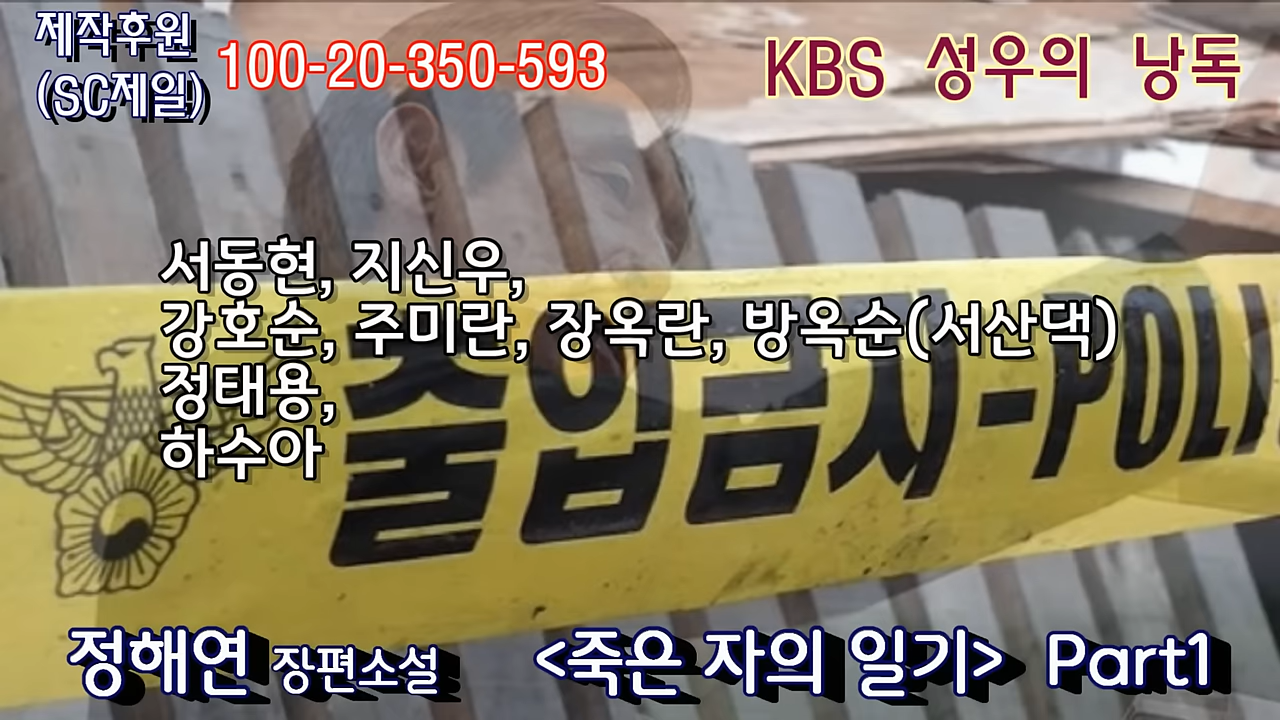 제작후원
(SC제일)
100-20-350-593
KBS 성우의 낭독
서동현, 지신우,
강호순, 주미란, 장옥란, 방옥순(서산댁)
정태용,
하수아
출입금지-POLI
정해연 장편소설 <죽은 자의 일기> Part1